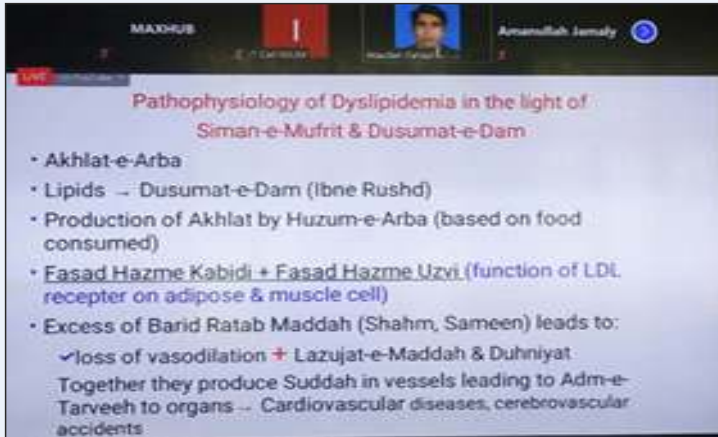 MAXHUB
I
Amanullah Jamaly
LIVE
Pathophysiology of Dyslipidemia in the light of
Siman-e-Mufrit & Dusumat-e-Dam
• Akhlat-e-Arba
• Lipids → Dusumat-e-Dam (Ibne Rushd)
• Production of Akhlat by Huzum-e-Arba (based on food
consumed)
• Fasad Hazme Kabidi + Fasad Hazme Uzvi (function of LDL
recepter on adipose & muscle cell)
• Excess of Barid Ratab Maddah (Shahm, Sameen) leads to:
✓loss of vasodilation + Lazujat-e-Maddah & Duhniyat
Together they produce Suddah in vessels leading to Adm-e-
Tarveeh to organs → Cardiovascular diseases, cerebrovascular
accidents